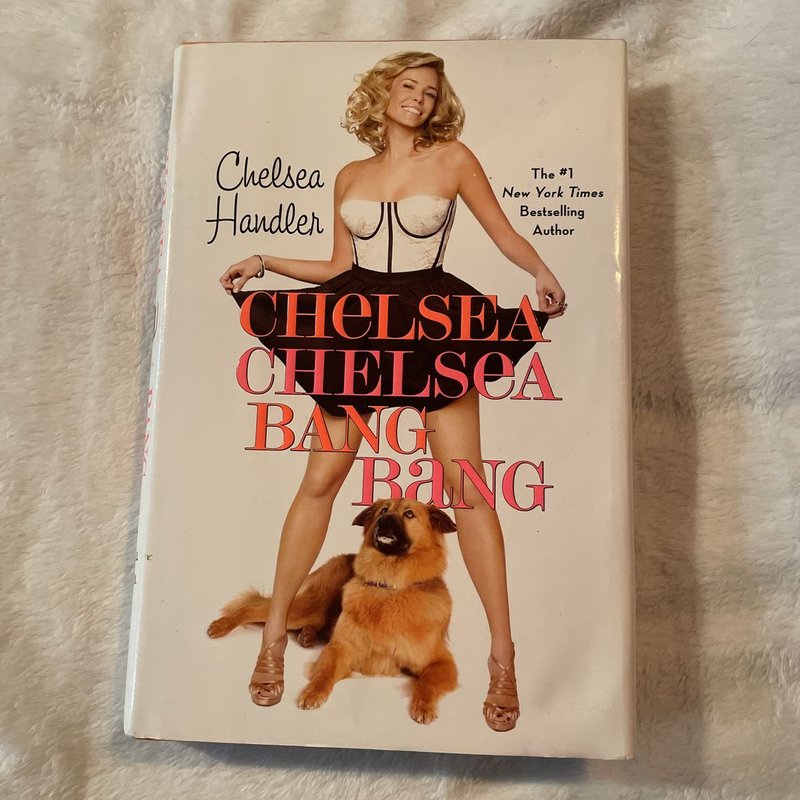 Chelsea
Handler
The #1
New York Times
Bestselling
Author
CHeLSEA
CHELSeA
BANG
BaNG